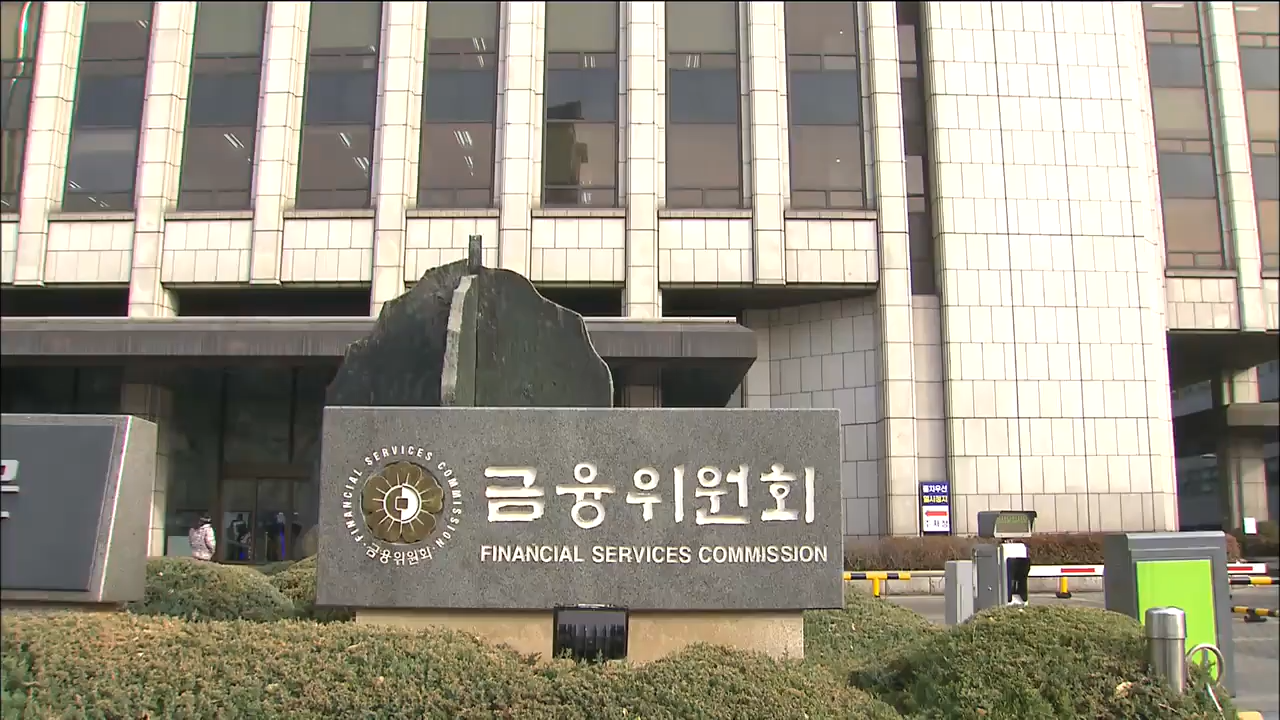 FINANCIAL SERVICES COMMISSION
금융위원회
금융위원회
FINANCIAL SERVICES COMMISSION